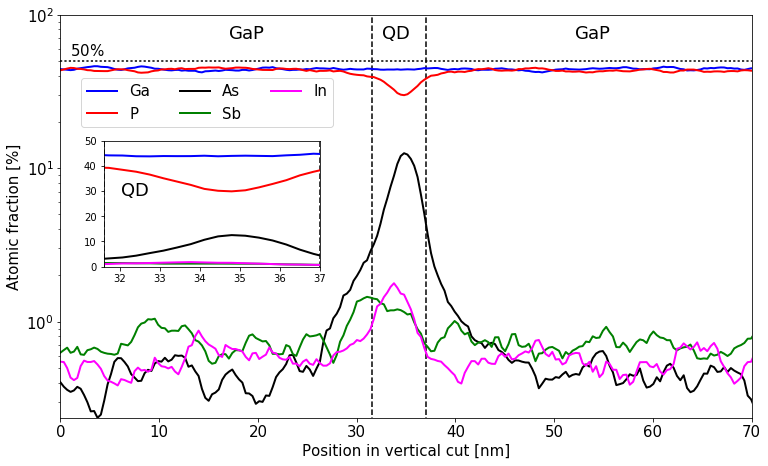 10²
GaP QD GaP
50%
Ga As In
P Sb
Atomic fraction [%]
10¹
10⁰
50
40
30
20
10
0
QD
32 33 34 35 36 37
0 10 20 30 40 50 60 70
Position in vertical cut [nm]